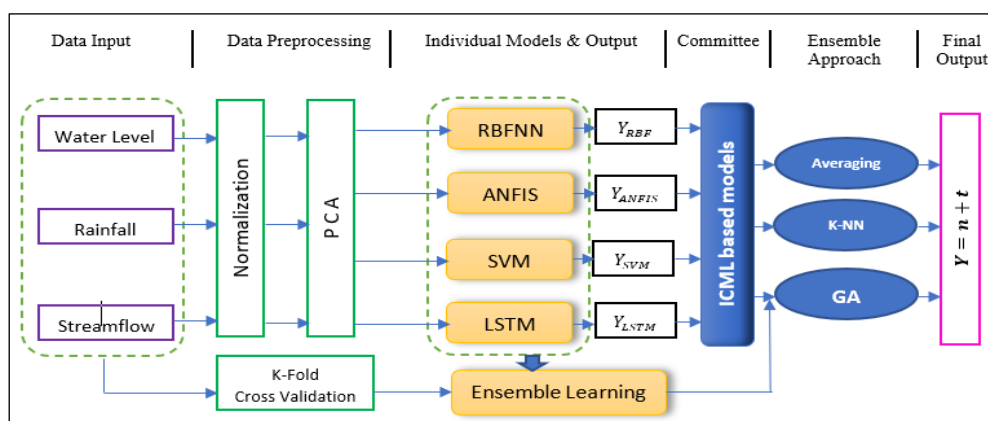 Data Input
Data Preprocessing
Individual Models & Output
Committee
Ensemble
Approach
Final
Output
Water Level
Rainfall
Streamflow
Normalization
PCA
RBFNN
ANFIS
SVM
LSTM
Y_RBF
Y_ANFIS
Y_SVM
Y_LSTM
ICML based models
Averaging
K-NN
GA
Y = n + t
K-Fold
Cross Validation
Ensemble Learning